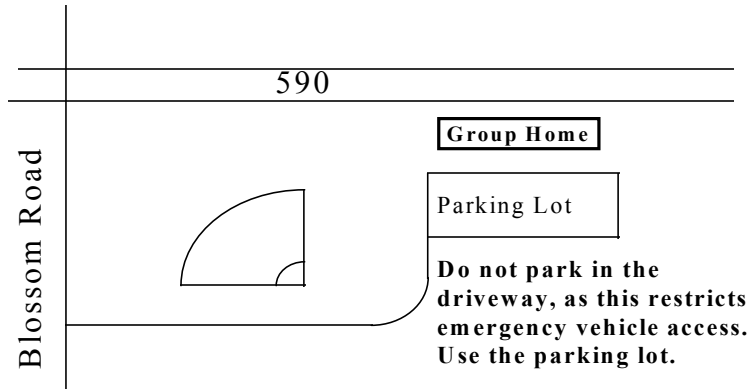 590
Group Home
Blossom Road
Parking Lot
Do not park in the
driveway, as this restricts
emergency vehicle access.
Use the parking lot.